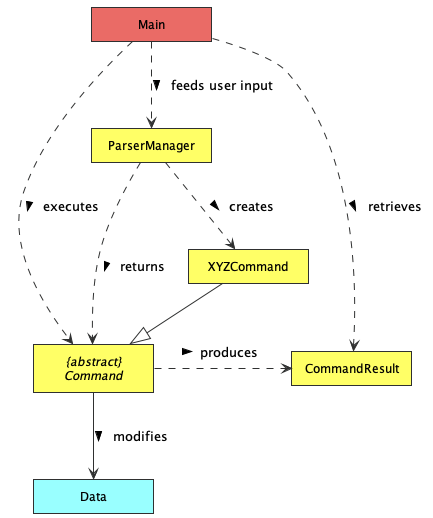 Main
feeds user input
ParserManager
executes
creates
retrieves
returns
XYZCommand
{abstract}
Command
produces
CommandResult
modifies
Data